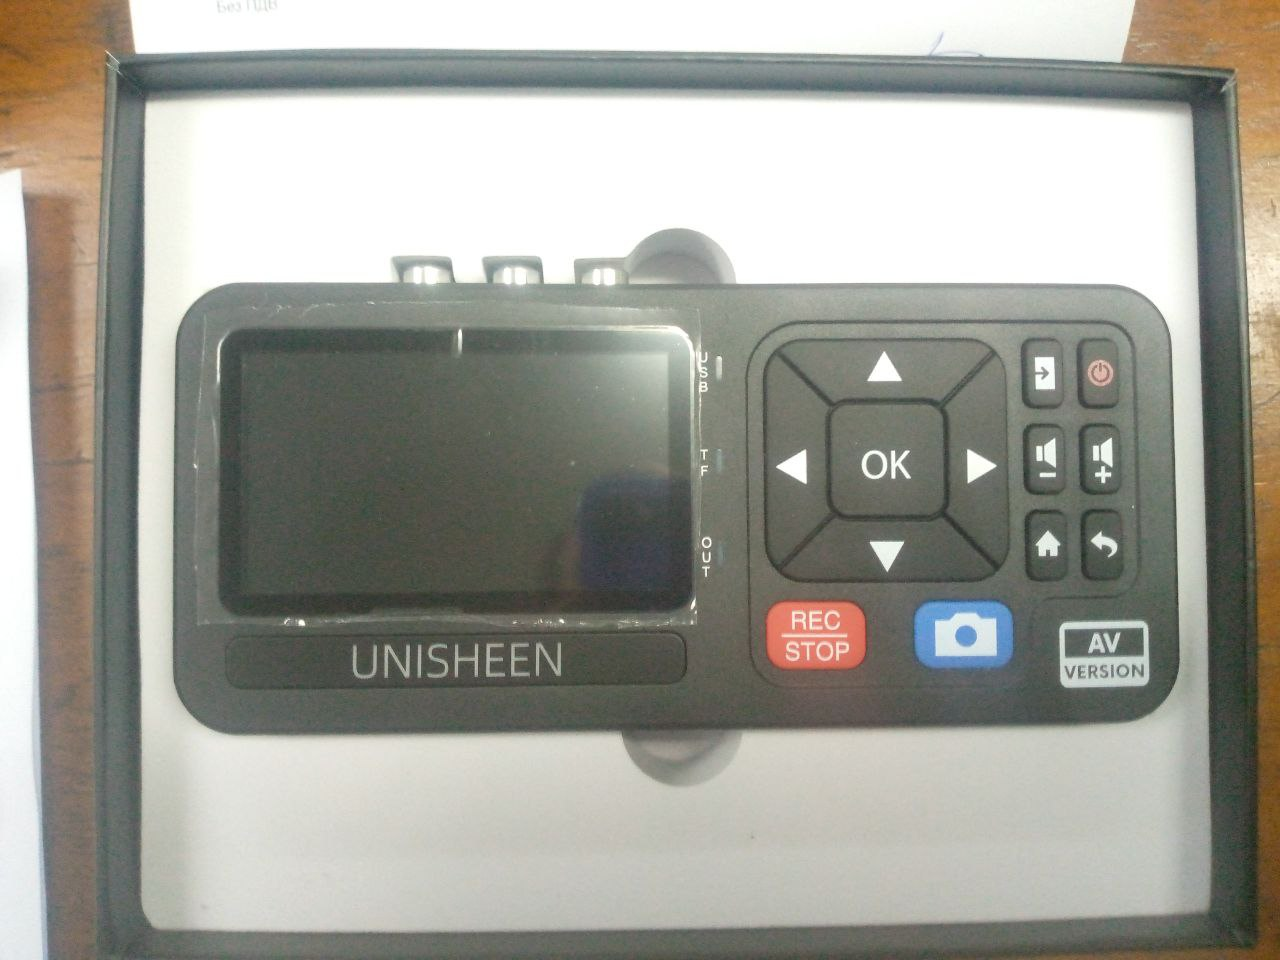 Без ПДВ
USB
TF
OUT
OK
UNISHEEN
REC
STOP
AV
VERSION